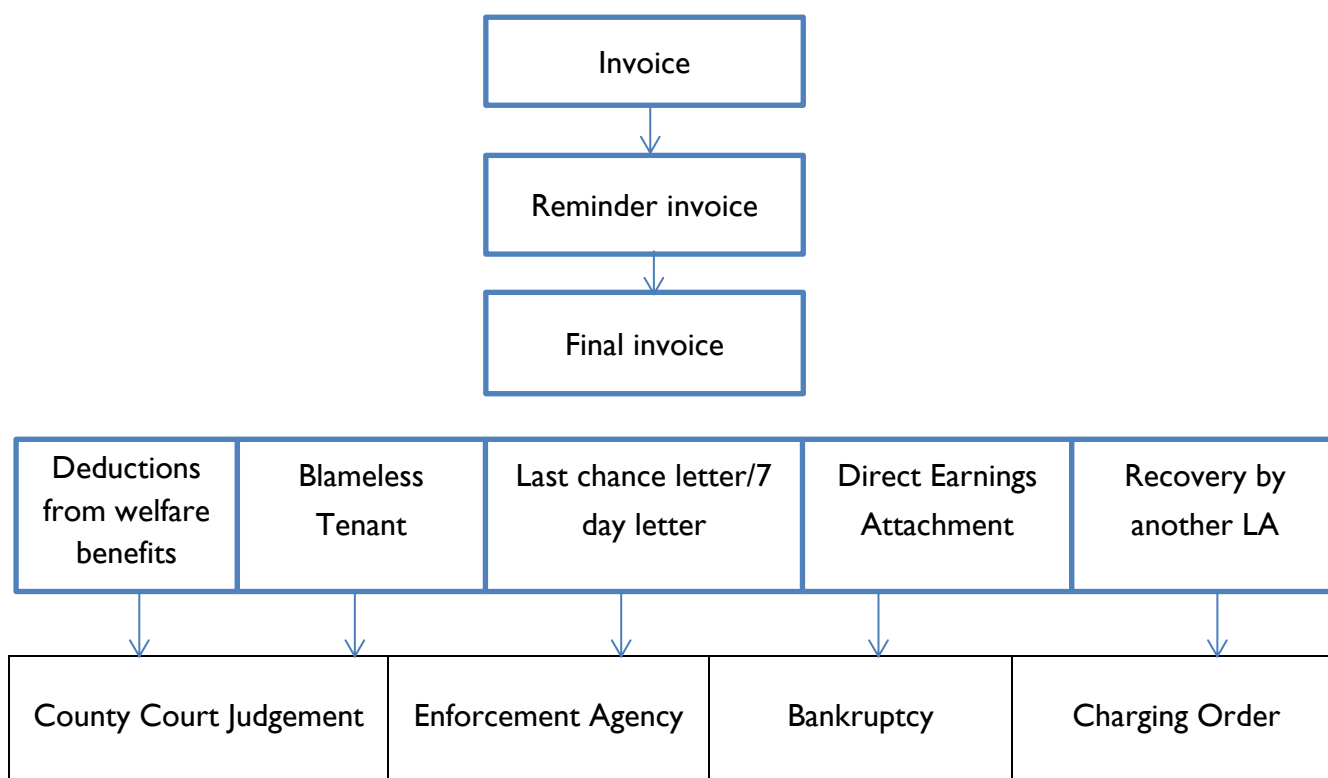 Invoice
Reminder invoice
Final invoice
Deductions
from welfare
benefits
Blameless
Tenant
Last chance letter/7
day letter
Direct Earnings
Attachment
Recovery by
another LA
County Court Judgement
Enforcement Agency
Bankruptcy
Charging Order